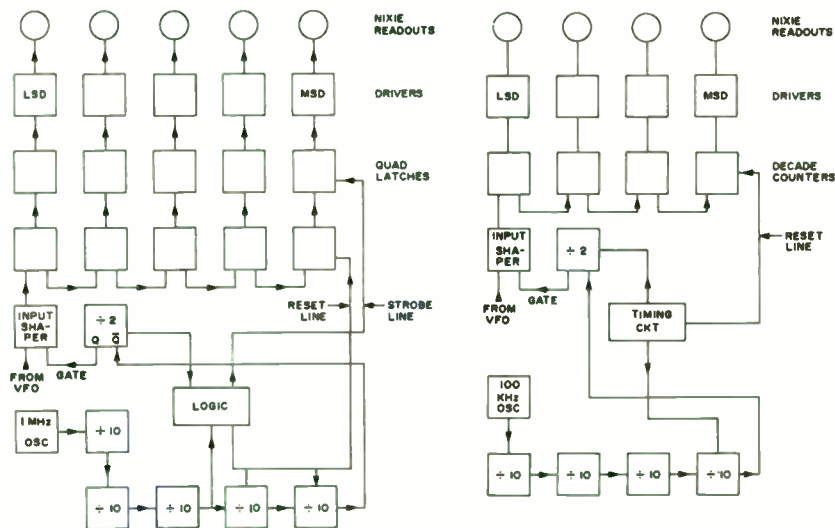 NIXIE
READOUTS
LSD
MSD
DRIVERS
QUAD
LATCHES
INPUT
SHA-
PER
÷ 2
Q Q̅
RESET
LINE
STROBE
LINE
FROM
VFO
GATE
LOGIC
1 MHz
OSC
÷ 10
÷ 10
÷ 10
÷ 10
÷ 10
NIXIE
READOUTS
LSD
MSD
DRIVERS
DECADE
COUNTERS
INPUT
SHA-
PER
÷ 2
RESET
LINE
FROM
VFO
GATE
TIMING
CKT
100
KHz
OSC
÷ 10
÷ 10
÷ 10
÷ 10